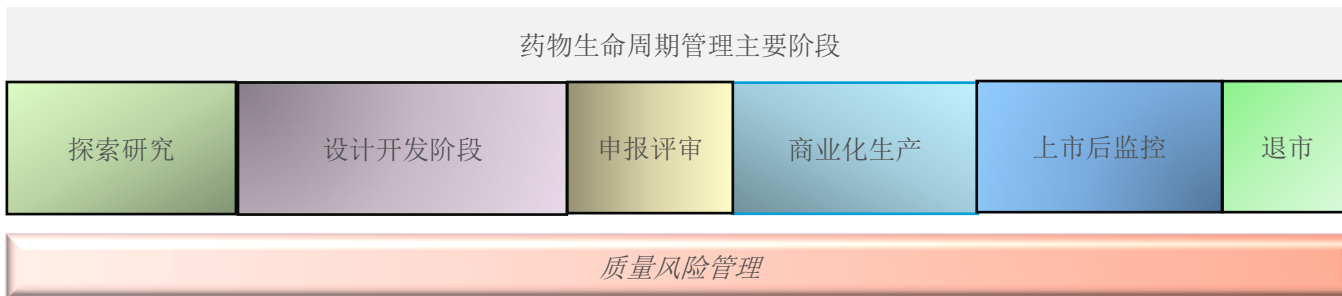 药物生命周期管理主要阶段
探索研究 设计开发阶段 申报评审 商业化生产 上市后监控 退市
质量风险管理